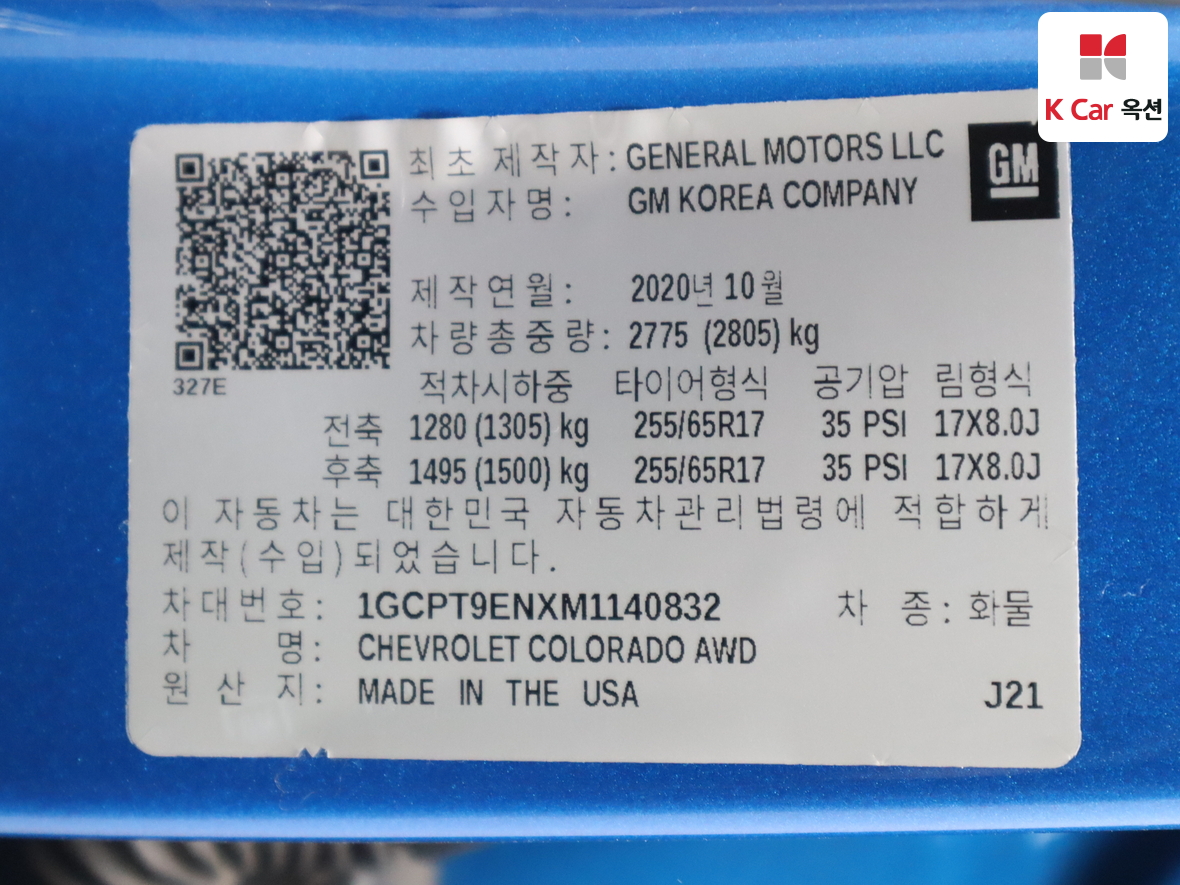 K Car 옥션
최초제작자: GENERAL MOTORS LLC
GM
수입자명: GM KOREA COMPANY
제작연월: 2020년 10월
차량총중량: 2775 (2805) kg
327E
적차시하중 타이어형식 공기압 림형식
전축 1280 (1305) kg 255/65R17 35 PSI 17X8.0J
후축 1495 (1500) kg 255/65R17 35 PSI 17X8.0J
이 자동차는 대한민국 자동차관리법령에 적합하게
제작(수입)되었습니다.
차대번호: 1GCPT9ENXM1140832 차 종: 화물
차 명: CHEVROLET COLORADO AWD
원 산 지: MADE IN THE USA J21